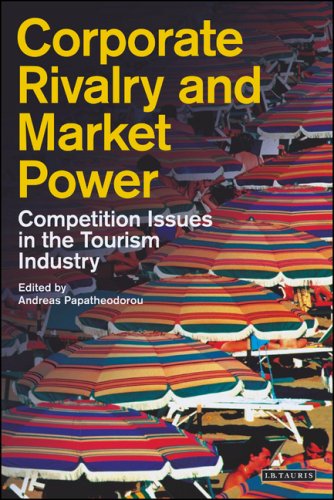 Corporate
Rivalry and
Market
Power
Competition Issues
in the Tourism
Industry
Edited by
Andreas Papatheodorou
I.B.TAURIS